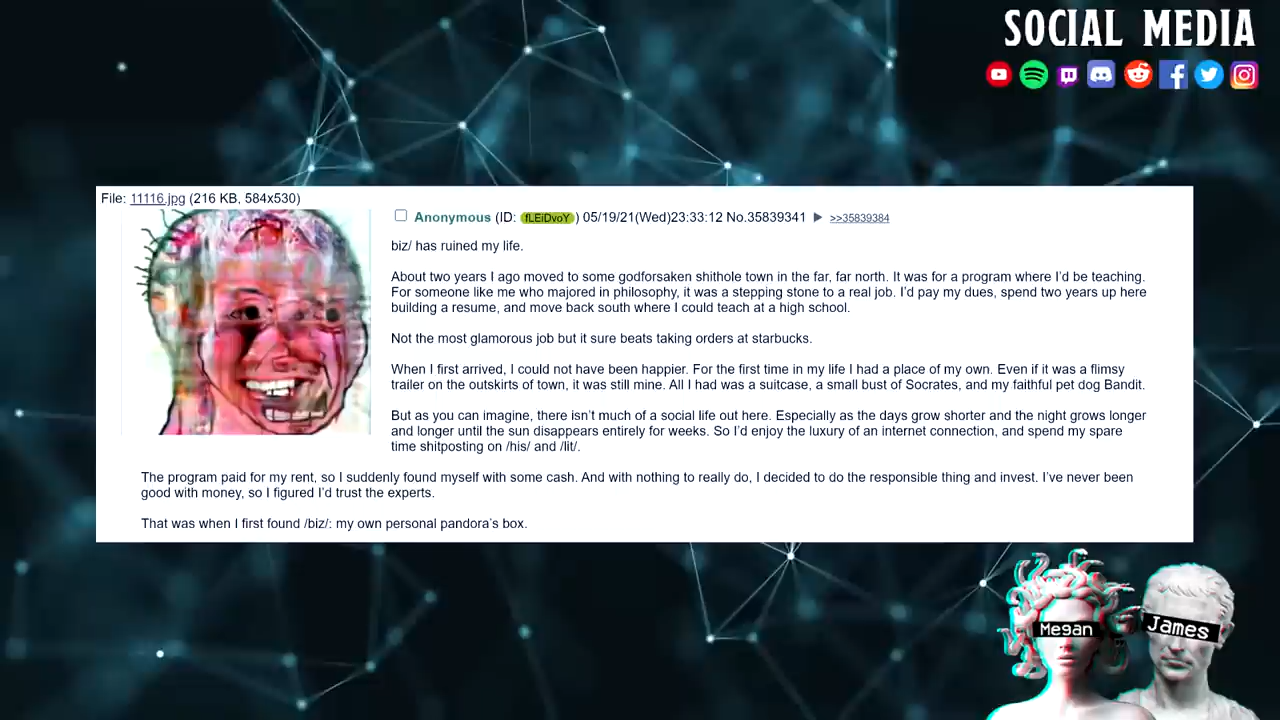 SOCIAL MEDIA
File: 11116.jpg (216 KB, 584x530)
Anonymous (ID: fLEiDvoY) 05/19/21(Wed)23:33:12 No.35839341 ▶ >>35839384
biz/ has ruined my life.
About two years I ago moved to some godforsaken shithole town in the far, far north. It was for a program where I'd be teaching.
For someone like me who majored in philosophy, it was a stepping stone to a real job. I'd pay my dues, spend two years up here
building a resume, and move back south where I could teach at a high school.
Not the most glamorous job but it sure beats taking orders at starbucks.
When I first arrived, I could not have been happier. For the first time in my life I had a place of my own. Even if it was a flimsy
trailer on the outskirts of town, it was still mine. All I had was a suitcase, a small bust of Socrates, and my faithful pet dog Bandit.
But as you can imagine, there isn't much of a social life out here. Especially as the days grow shorter and the night grows longer
and longer until the sun disappears entirely for weeks. So I'd enjoy the luxury of an internet connection, and spend my spare
time shitposting on /his/ and /lit/.
The program paid for my rent, so I suddenly found myself with some cash. And with nothing to really do, I decided to do the responsible thing and invest. I've never been
good with money, so I figured I'd trust the experts.
That was when I first found /biz/: my own personal pandora's box.
Megan
James